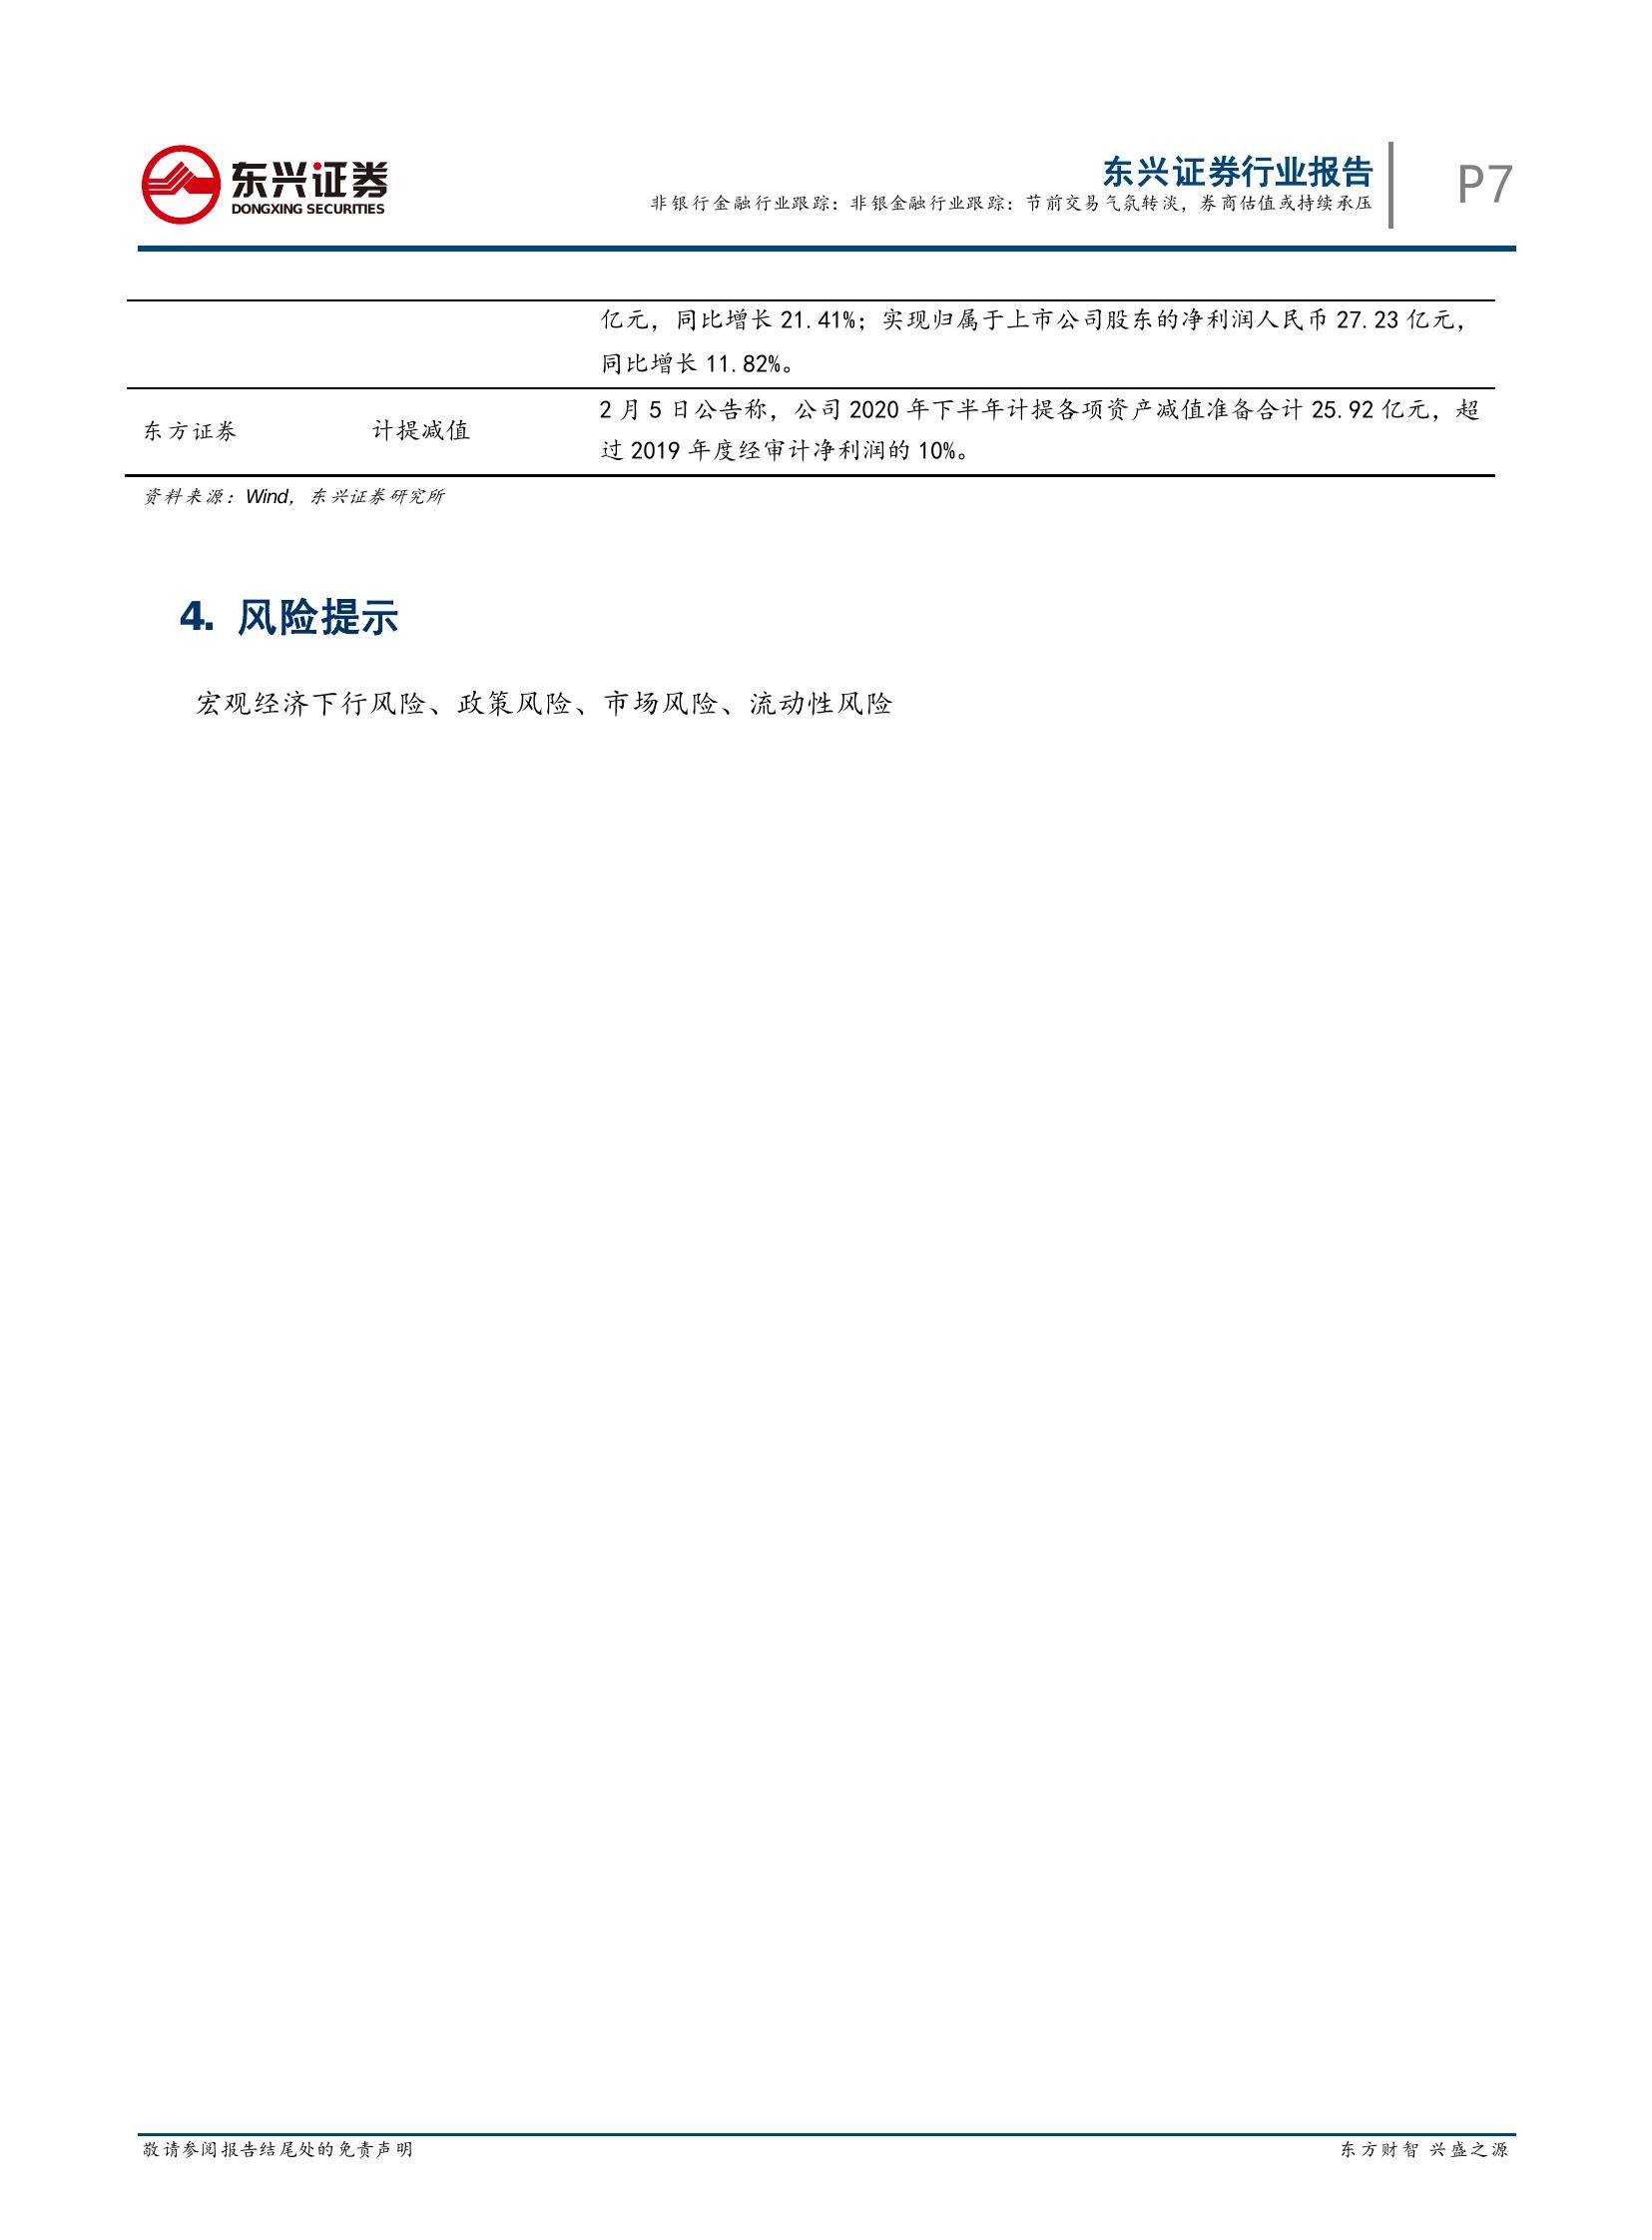 东兴证券
DONGXING SECURITIES
东兴证券行业报告
非银行金融行业跟踪：非银金融行业跟踪：节前交易气氛转淡，券商估值或持续承压
P7
亿元，同比增长 21.41%；实现归属于上市公司股东的净利润人民币 27.23 亿元，
同比增长 11.82%。
东方证券 计提减值
2 月 5 日公告称，公司 2020 年下半年计提各项资产减值准备合计 25.92 亿元，超
过 2019 年度经审计净利润的 10%。
资料来源：Wind，东兴证券研究所
4. 风险提示
宏观经济下行风险、政策风险、市场风险、流动性风险
敬请参阅报告结尾处的免责声明
东方财智 兴盛之源